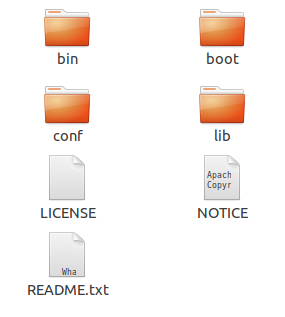 bin
boot
conf
lib
Apach
Copyr
LICENSE
NOTICE
Wha
README.txt